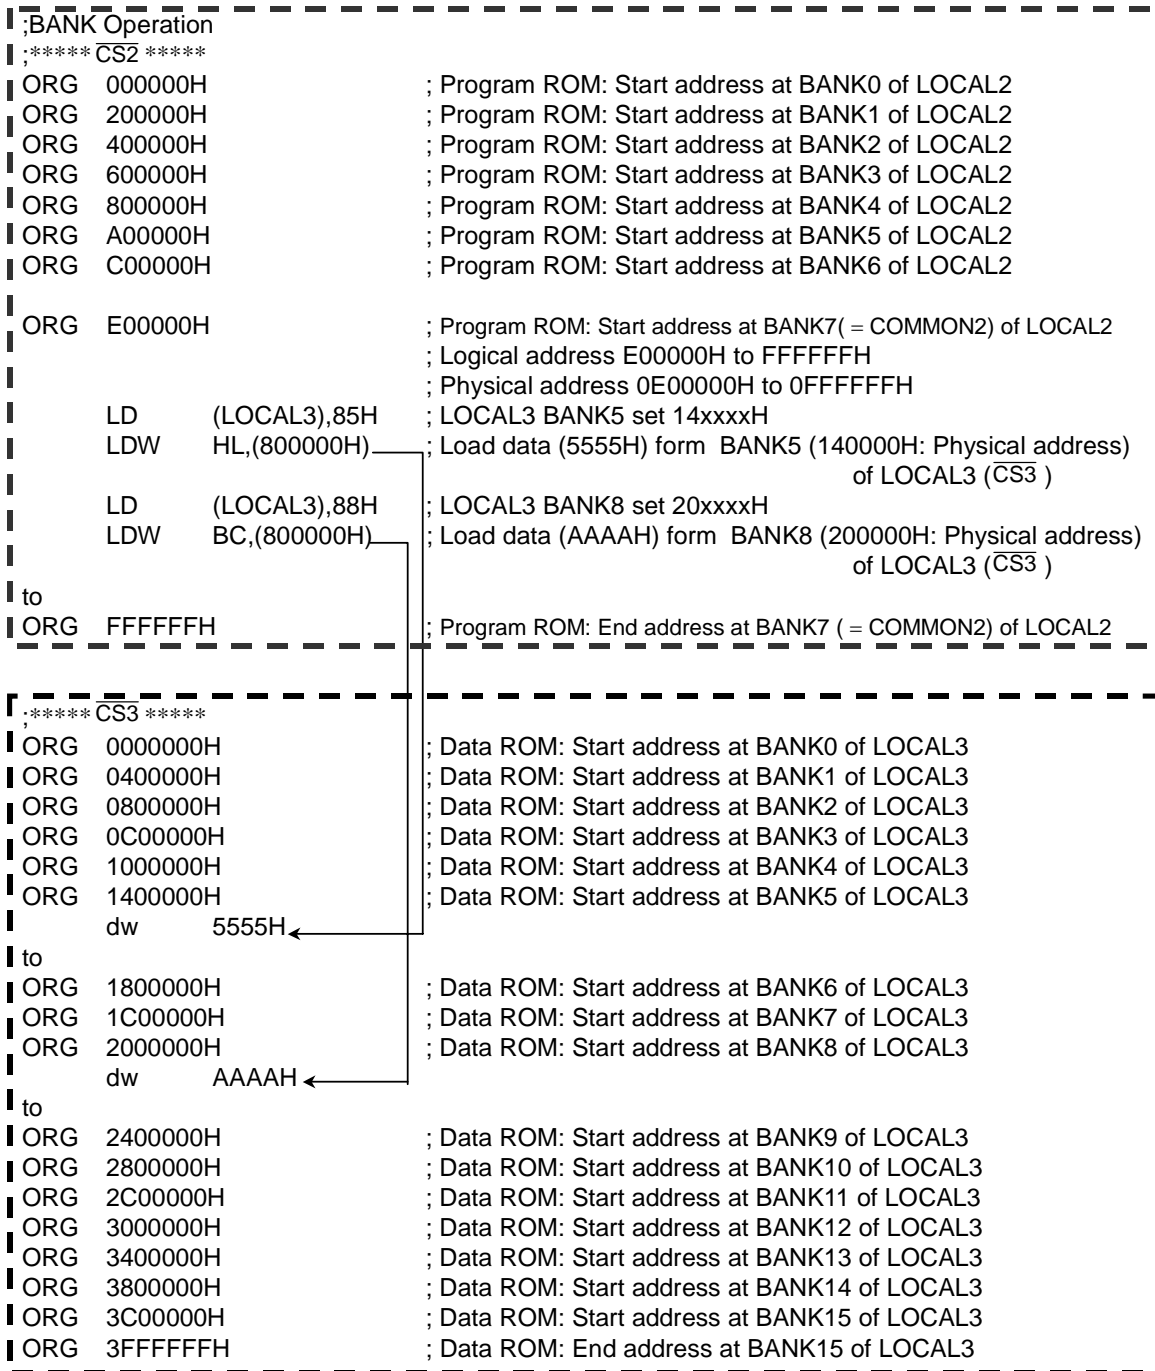 ;BANK Operation
;***** CS2 *****
ORG 000000H ; Program ROM: Start address at BANK0 of LOCAL2
ORG 200000H ; Program ROM: Start address at BANK1 of LOCAL2
ORG 400000H ; Program ROM: Start address at BANK2 of LOCAL2
ORG 600000H ; Program ROM: Start address at BANK3 of LOCAL2
ORG 800000H ; Program ROM: Start address at BANK4 of LOCAL2
ORG A00000H ; Program ROM: Start address at BANK5 of LOCAL2
ORG C00000H ; Program ROM: Start address at BANK6 of LOCAL2
ORG E00000H ; Program ROM: Start address at BANK7( = COMMON2) of LOCAL2
; Logical address E00000H to FFFFFFH
; Physical address 0E00000H to 0FFFFFFH
LD (LOCAL3),85H ; LOCAL3 BANK5 set 14xxxxH
LDW HL,(800000H) ; Load data (5555H) form BANK5 (140000H: Physical address)
of LOCAL3 (CS3 )
LD (LOCAL3),88H ; LOCAL3 BANK8 set 20xxxxH
LDW BC,(800000H) ; Load data (AAAAH) form BANK8 (200000H: Physical address)
of LOCAL3 (CS3 )
to
ORG FFFFFFH ; Program ROM: End address at BANK7 ( = COMMON2) of LOCAL2
;***** CS3 *****
ORG 0000000H ; Data ROM: Start address at BANK0 of LOCAL3
ORG 0400000H ; Data ROM: Start address at BANK1 of LOCAL3
ORG 0800000H ; Data ROM: Start address at BANK2 of LOCAL3
ORG 0C00000H ; Data ROM: Start address at BANK3 of LOCAL3
ORG 1000000H ; Data ROM: Start address at BANK4 of LOCAL3
ORG 1400000H ; Data ROM: Start address at BANK5 of LOCAL3
dw 5555H
to
ORG 1800000H ; Data ROM: Start address at BANK6 of LOCAL3
ORG 1C00000H ; Data ROM: Start address at BANK7 of LOCAL3
ORG 2000000H ; Data ROM: Start address at BANK8 of LOCAL3
dw AAAAH
to
ORG 2400000H ; Data ROM: Start address at BANK9 of LOCAL3
ORG 2800000H ; Data ROM: Start address at BANK10 of LOCAL3
ORG 2C00000H ; Data ROM: Start address at BANK11 of LOCAL3
ORG 3000000H ; Data ROM: Start address at BANK12 of LOCAL3
ORG 3400000H ; Data ROM: Start address at BANK13 of LOCAL3
ORG 3800000H ; Data ROM: Start address at BANK14 of LOCAL3
ORG 3C00000H ; Data ROM: Start address at BANK15 of LOCAL3
ORG 3FFFFFFH ; Data ROM: End address at BANK15 of LOCAL3